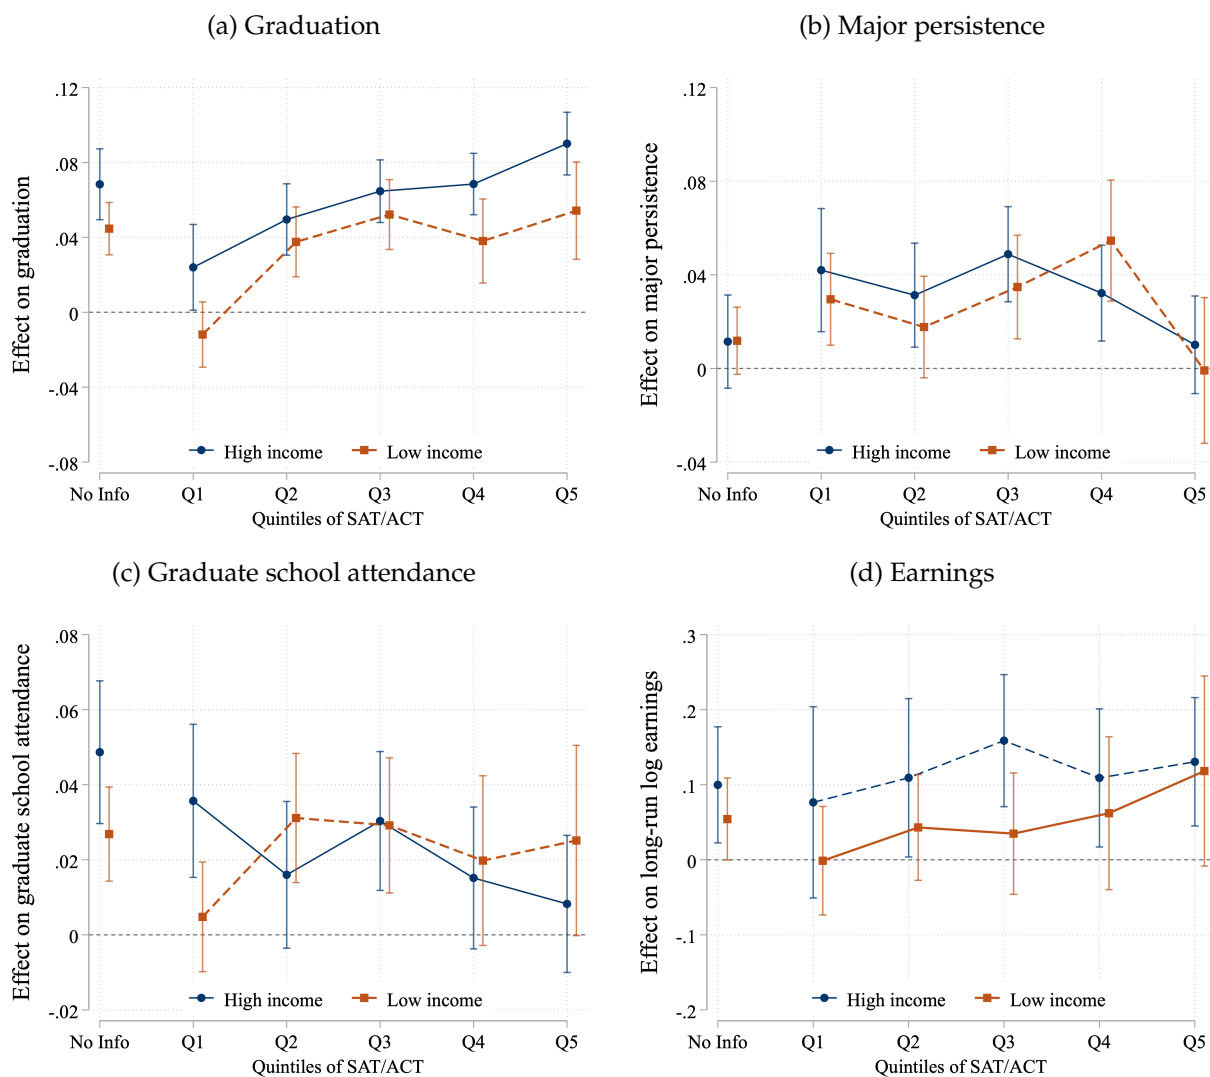 (a) Graduation
Effect on graduation
.12
.08
.04
0
-.04
-.08
High income
Low income
No Info
Q1
Q2
Q3
Q4
Q5
Quintiles of SAT/ACT
(b) Major persistence
Effect on major persistence
.12
.08
.04
0
-.04
High income
Low income
No Info
Q1
Q2
Q3
Q4
Q5
Quintiles of SAT/ACT
(c) Graduate school attendance
Effect on graduate school attendance
.08
.06
.04
.02
0
-.02
High income
Low income
No Info
Q1
Q2
Q3
Q4
Q5
Quintiles of SAT/ACT
(d) Earnings
Effect on long-run log earnings
.3
.2
.1
0
-.1
-.2
High income
Low income
No Info
Q1
Q2
Q3
Q4
Q5
Quintiles of SAT/ACT